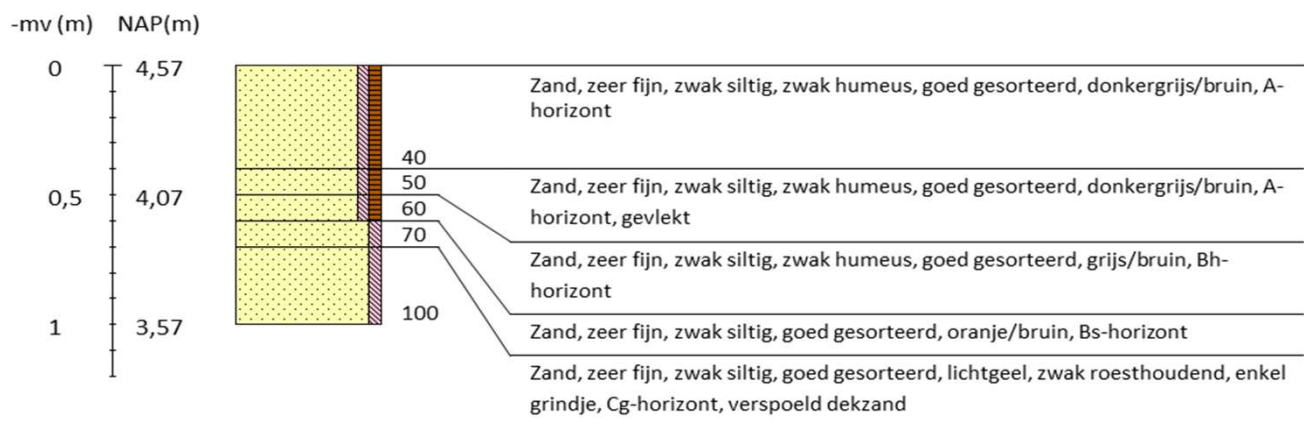 -mv (m) NAP(m)
0 4,57
Zand, zeer fijn, zwak siltig, zwak humeus, goed gesorteerd, donkergrijs/bruin, A-
horizont
40
50
0,5 4,07
Zand, zeer fijn, zwak siltig, zwak humeus, goed gesorteerd, donkergrijs/bruin, A-
horizont, gevlekt
60
70
Zand, zeer fijn, zwak siltig, zwak humeus, goed gesorteerd, grijs/bruin, Bh-
horizont
100
1 3,57
Zand, zeer fijn, zwak siltig, goed gesorteerd, oranje/bruin, Bs-horizont
Zand, zeer fijn, zwak siltig, goed gesorteerd, lichtgeel, zwak roesthoudend, enkel
grindje, Cg-horizont, verspoeld dekzand